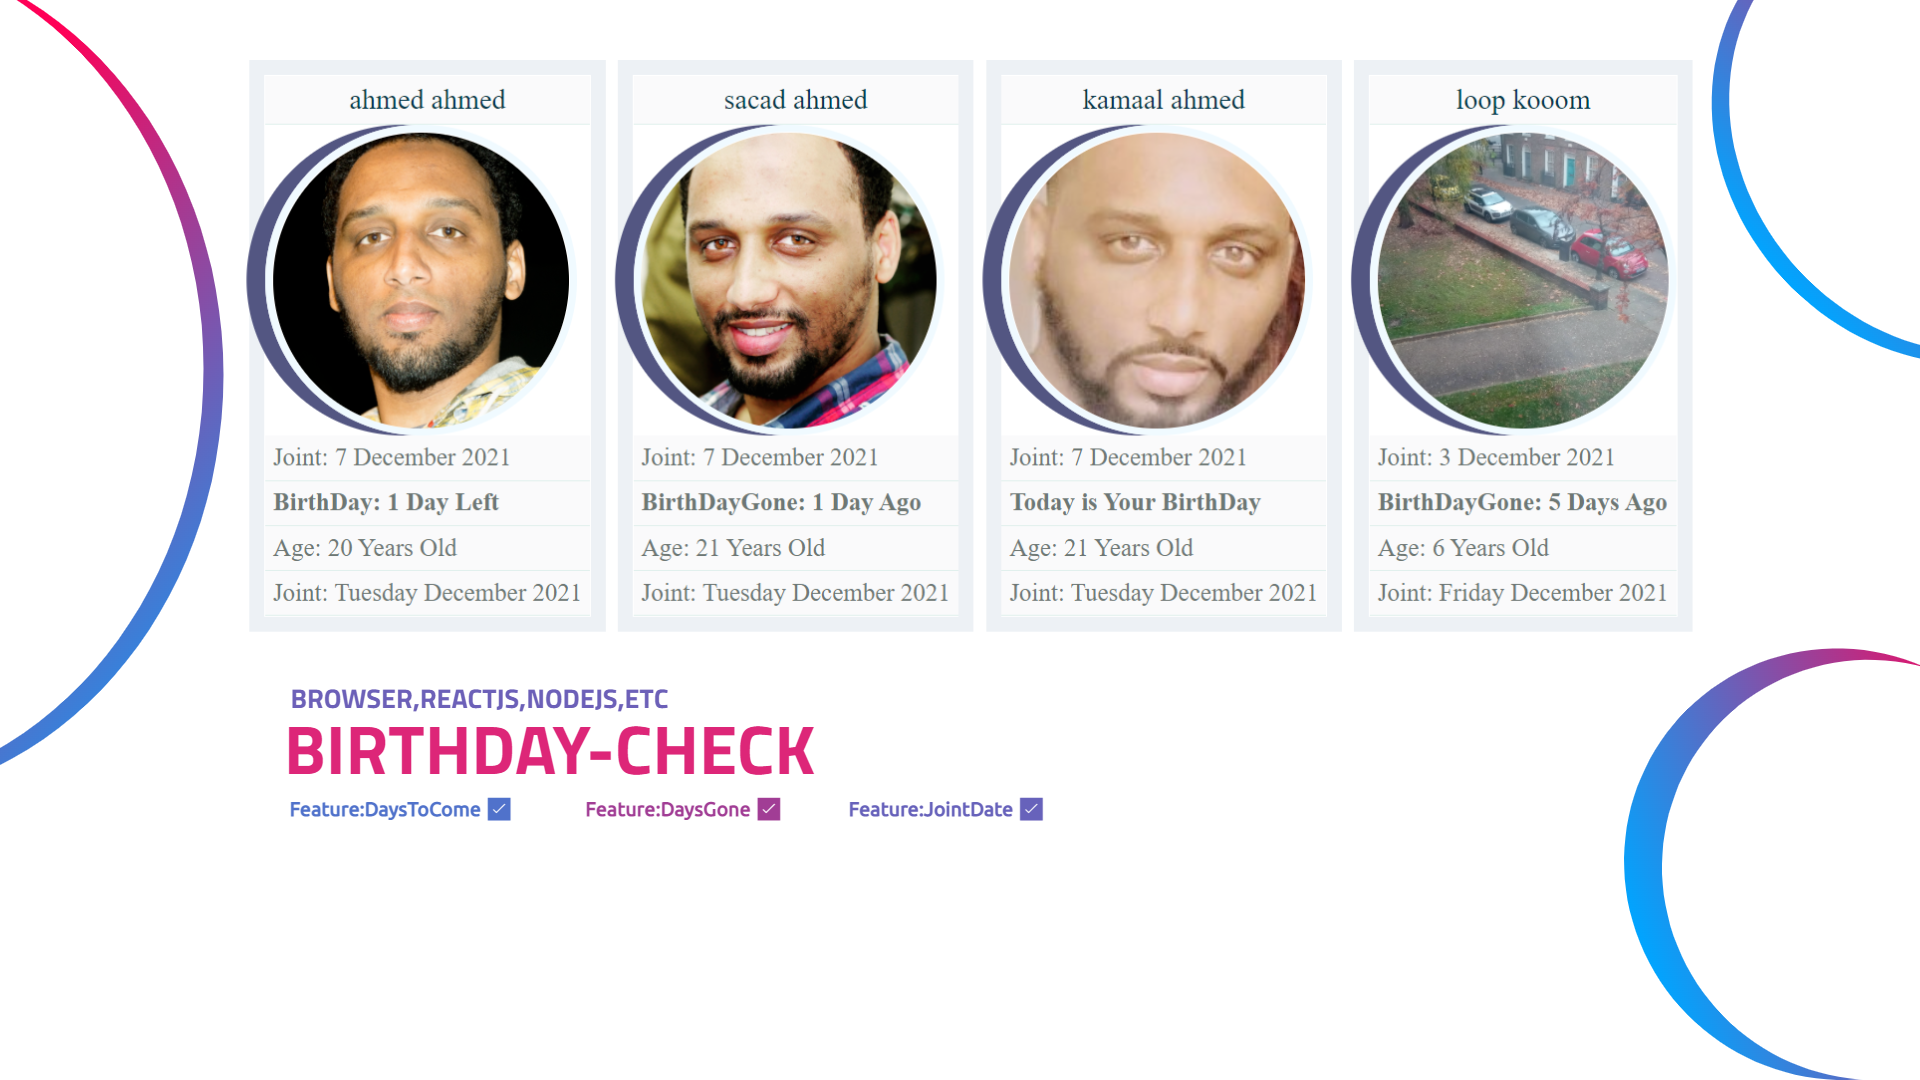 ahmed ahmed
Joint: 7 December 2021
BirthDay: 1 Day Left
Age: 20 Years Old
Joint: Tuesday December 2021
sacad ahmed
Joint: 7 December 2021
BirthDayGone: 1 Day Ago
Age: 21 Years Old
Joint: Tuesday December 2021
kamaal ahmed
Joint: 7 December 2021
Today is Your BirthDay
Age: 21 Years Old
Joint: Tuesday December 2021
loop kooom
Joint: 3 December 2021
BirthDayGone: 5 Days Ago
Age: 6 Years Old
Joint: Friday December 2021
BROWSER,REACTJS,NODEJS,ETC
BIRTHDAY-CHECK
Feature:DaysToCome
Feature:DaysGone
Feature:JointDate